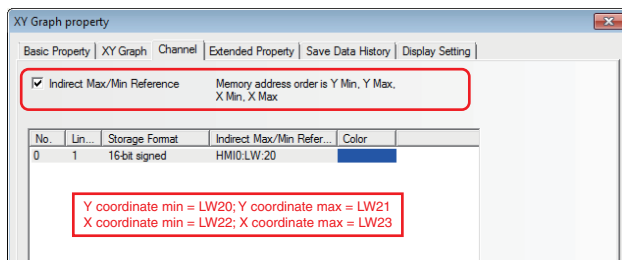 XY Graph property
Basic Property XY Graph Channel Extended Property Save Data History Display Setting
Indirect Max/Min Reference Memory address order is Y Min, Y Max,
X Min, X Max
No. Lin... Storage Format Indirect Max/Min Refer... Color
0 1 16-bit signed HMI0:LW:20
Y coordinate min = LW20; Y coordinate max = LW21
X coordinate min = LW22; X coordinate max = LW23